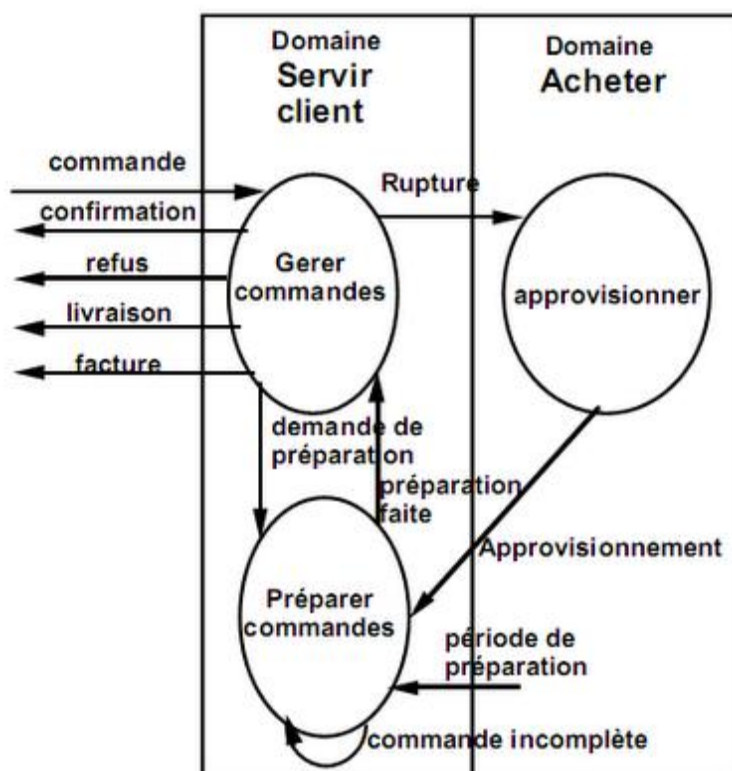 Domaine
Servir
client
Domaine
Acheter
commande
confirmation
refus
livraison
facture
Rupture
Gerer
commandes
approvisionner
demande de
préparation
préparation
faite
Approvisionnement
Préparer
commandes
période de
préparation
commande incomplète